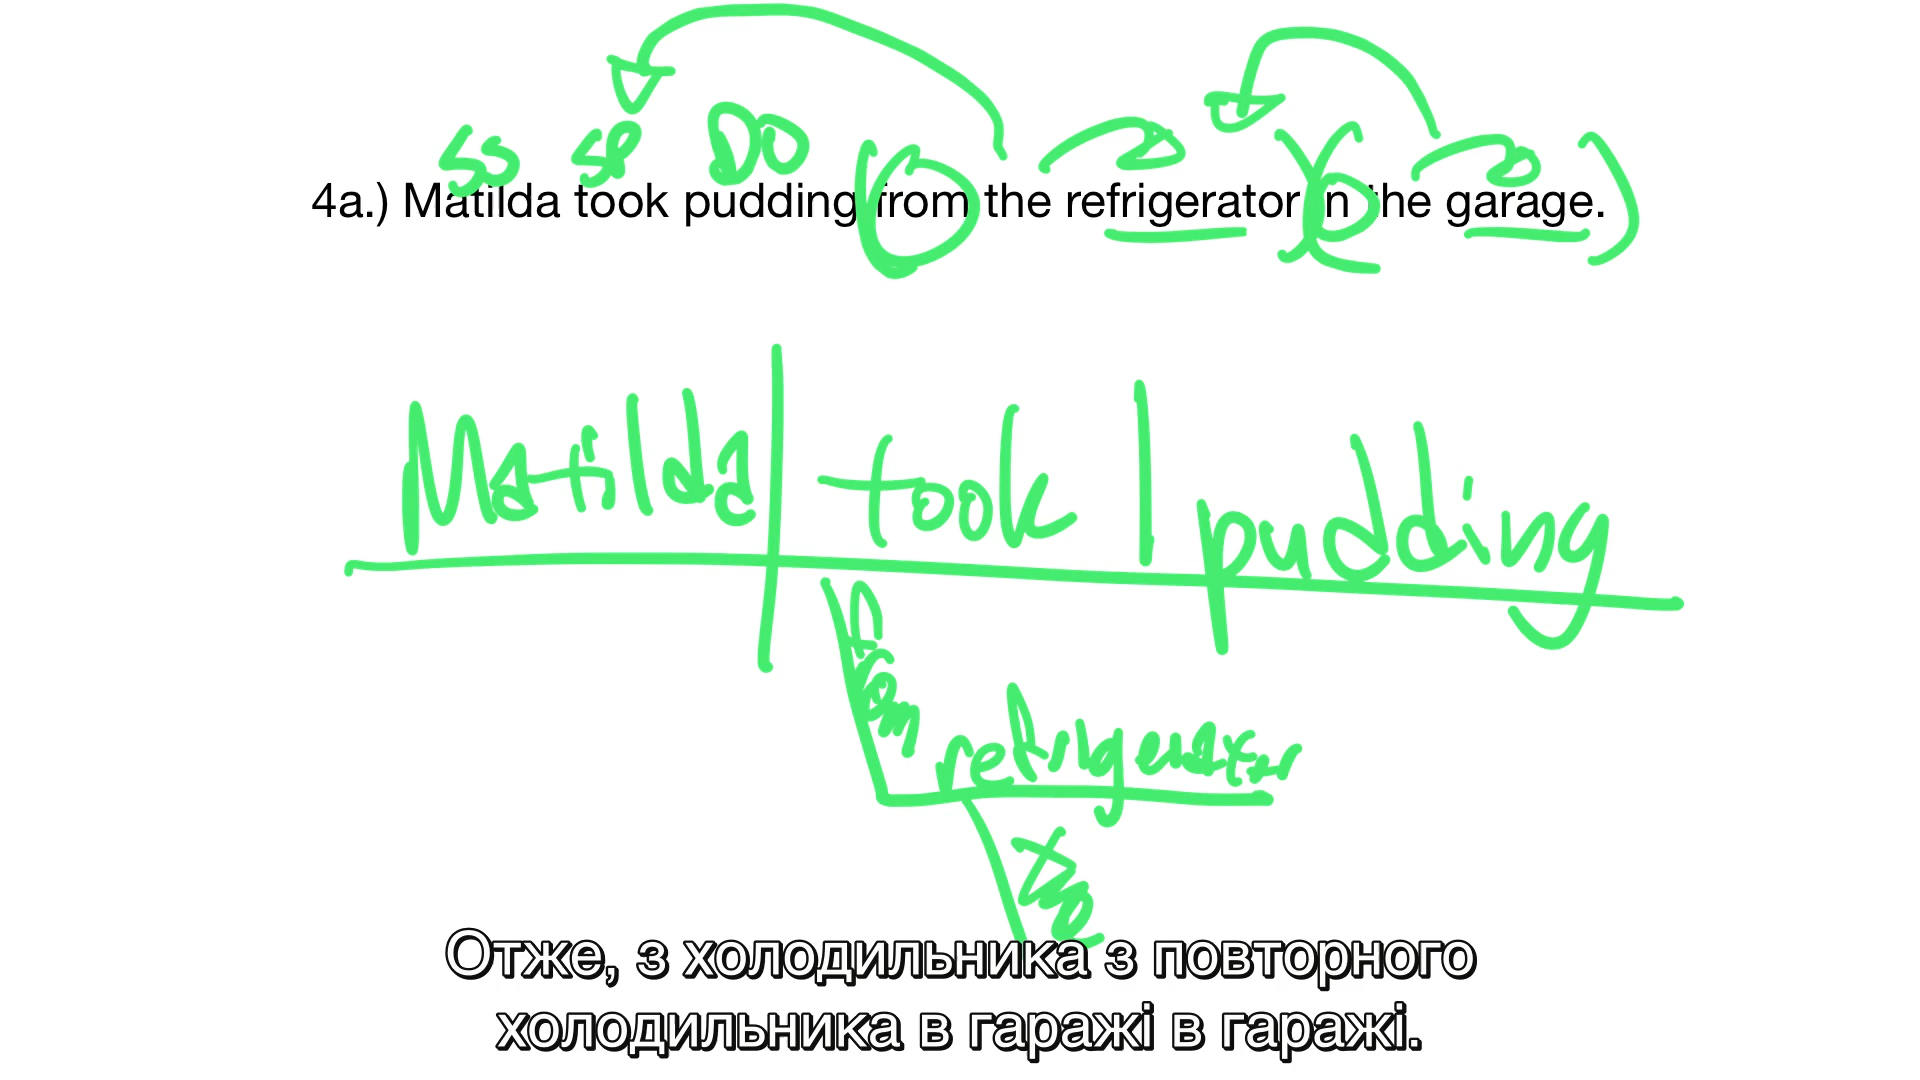 ss sp DO
4a.) Matilda took pudding from the refrigerator in the garage.
Matilda took pudding
from
refrigerator
the
Отже, з холодильника з повторного
холодильника в гаражі в гаражі.